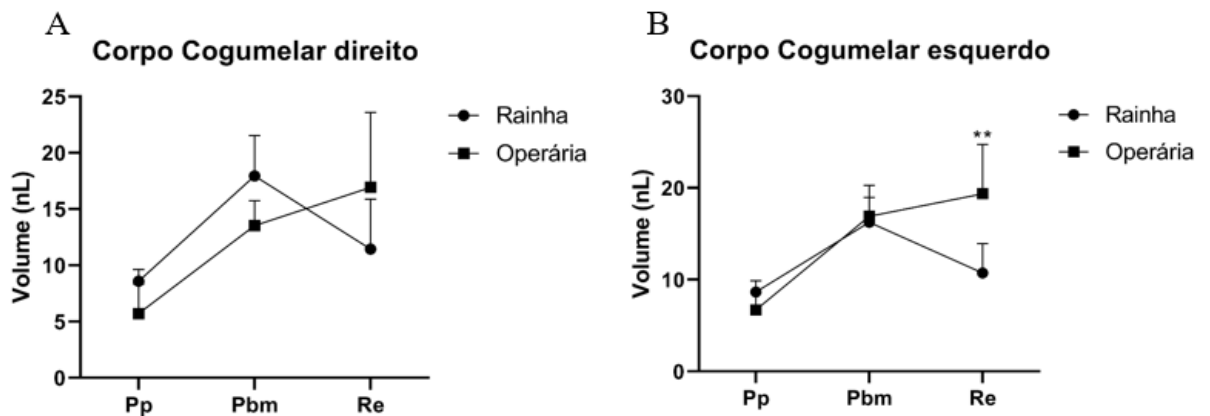 A
Corpo Cogumelar direito
25
20
15
10
5
0
Volume (nL)
Pp Pbm Re
Rainha
Operária
B
Corpo Cogumelar esquerdo
30
20
10
0
Volume (nL)
Pp Pbm Re
**
Rainha
Operária